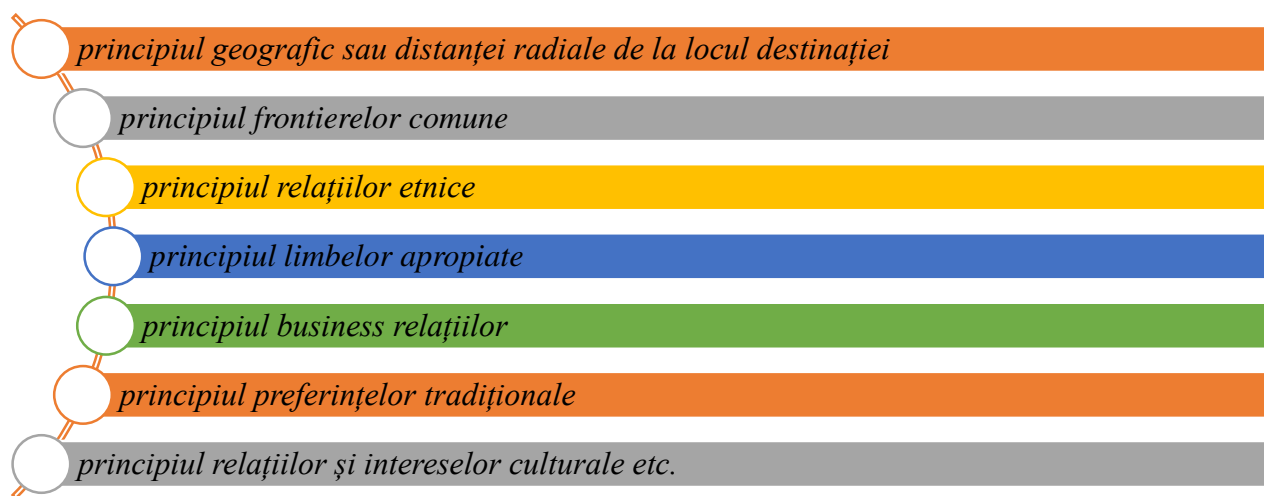 principiul geografic sau distanței radiale de la locul destinației
principiul frontierelor comune
principiul relațiilor etnice
principiul limbelor apropiate
principiul business relațiilor
principiul preferințelor tradiționale
principiul relațiilor și intereselor culturale etc.